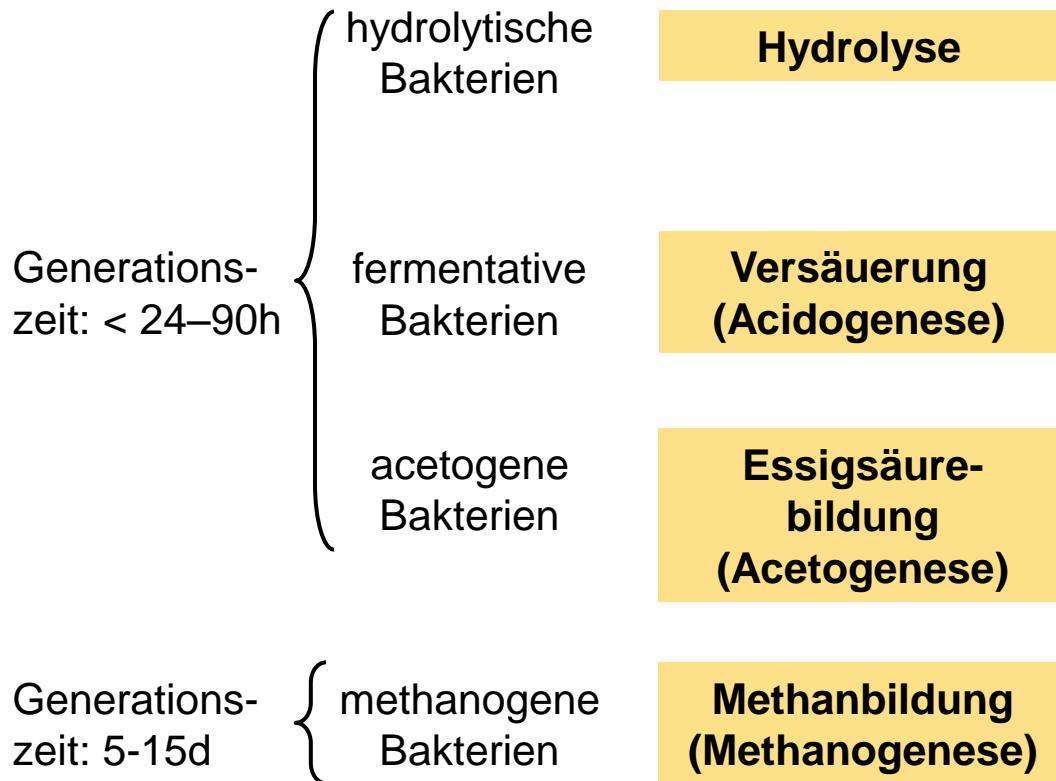 hydrolytische
Bakterien
Hydrolyse
Generations-
zeit: < 24–90h
fermentative
Bakterien
Versäuerung
(Acidogenese)
acetogene
Bakterien
Essigsäure-
bildung
(Acetogenese)
Generations-
zeit: 5-15d
methanogene
Bakterien
Methanbildung
(Methanogenese)